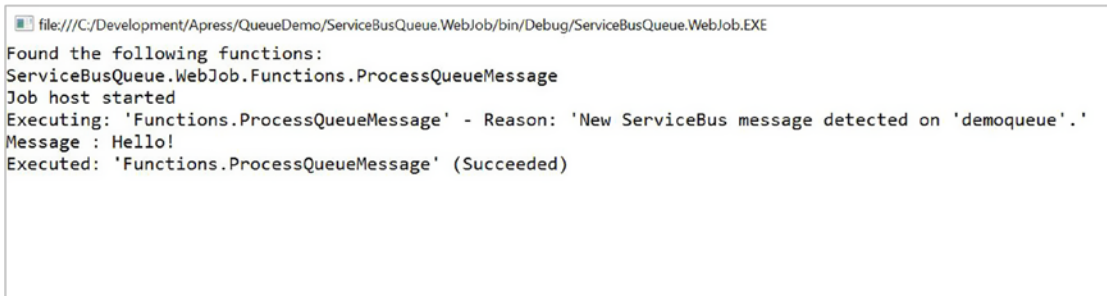 file:///C:/Development/Apress/QueueDemo/ServiceBusQueue.WebJob/bin/Debug/ServiceBusQueue.WebJob.EXE
Found the following functions:
ServiceBusQueue.WebJob.Functions.ProcessQueueMessage
Job host started
Executing: 'Functions.ProcessQueueMessage' - Reason: 'New ServiceBus message detected on 'demoqueue'.'
Message : Hello!
Executed: 'Functions.ProcessQueueMessage' (Succeeded)